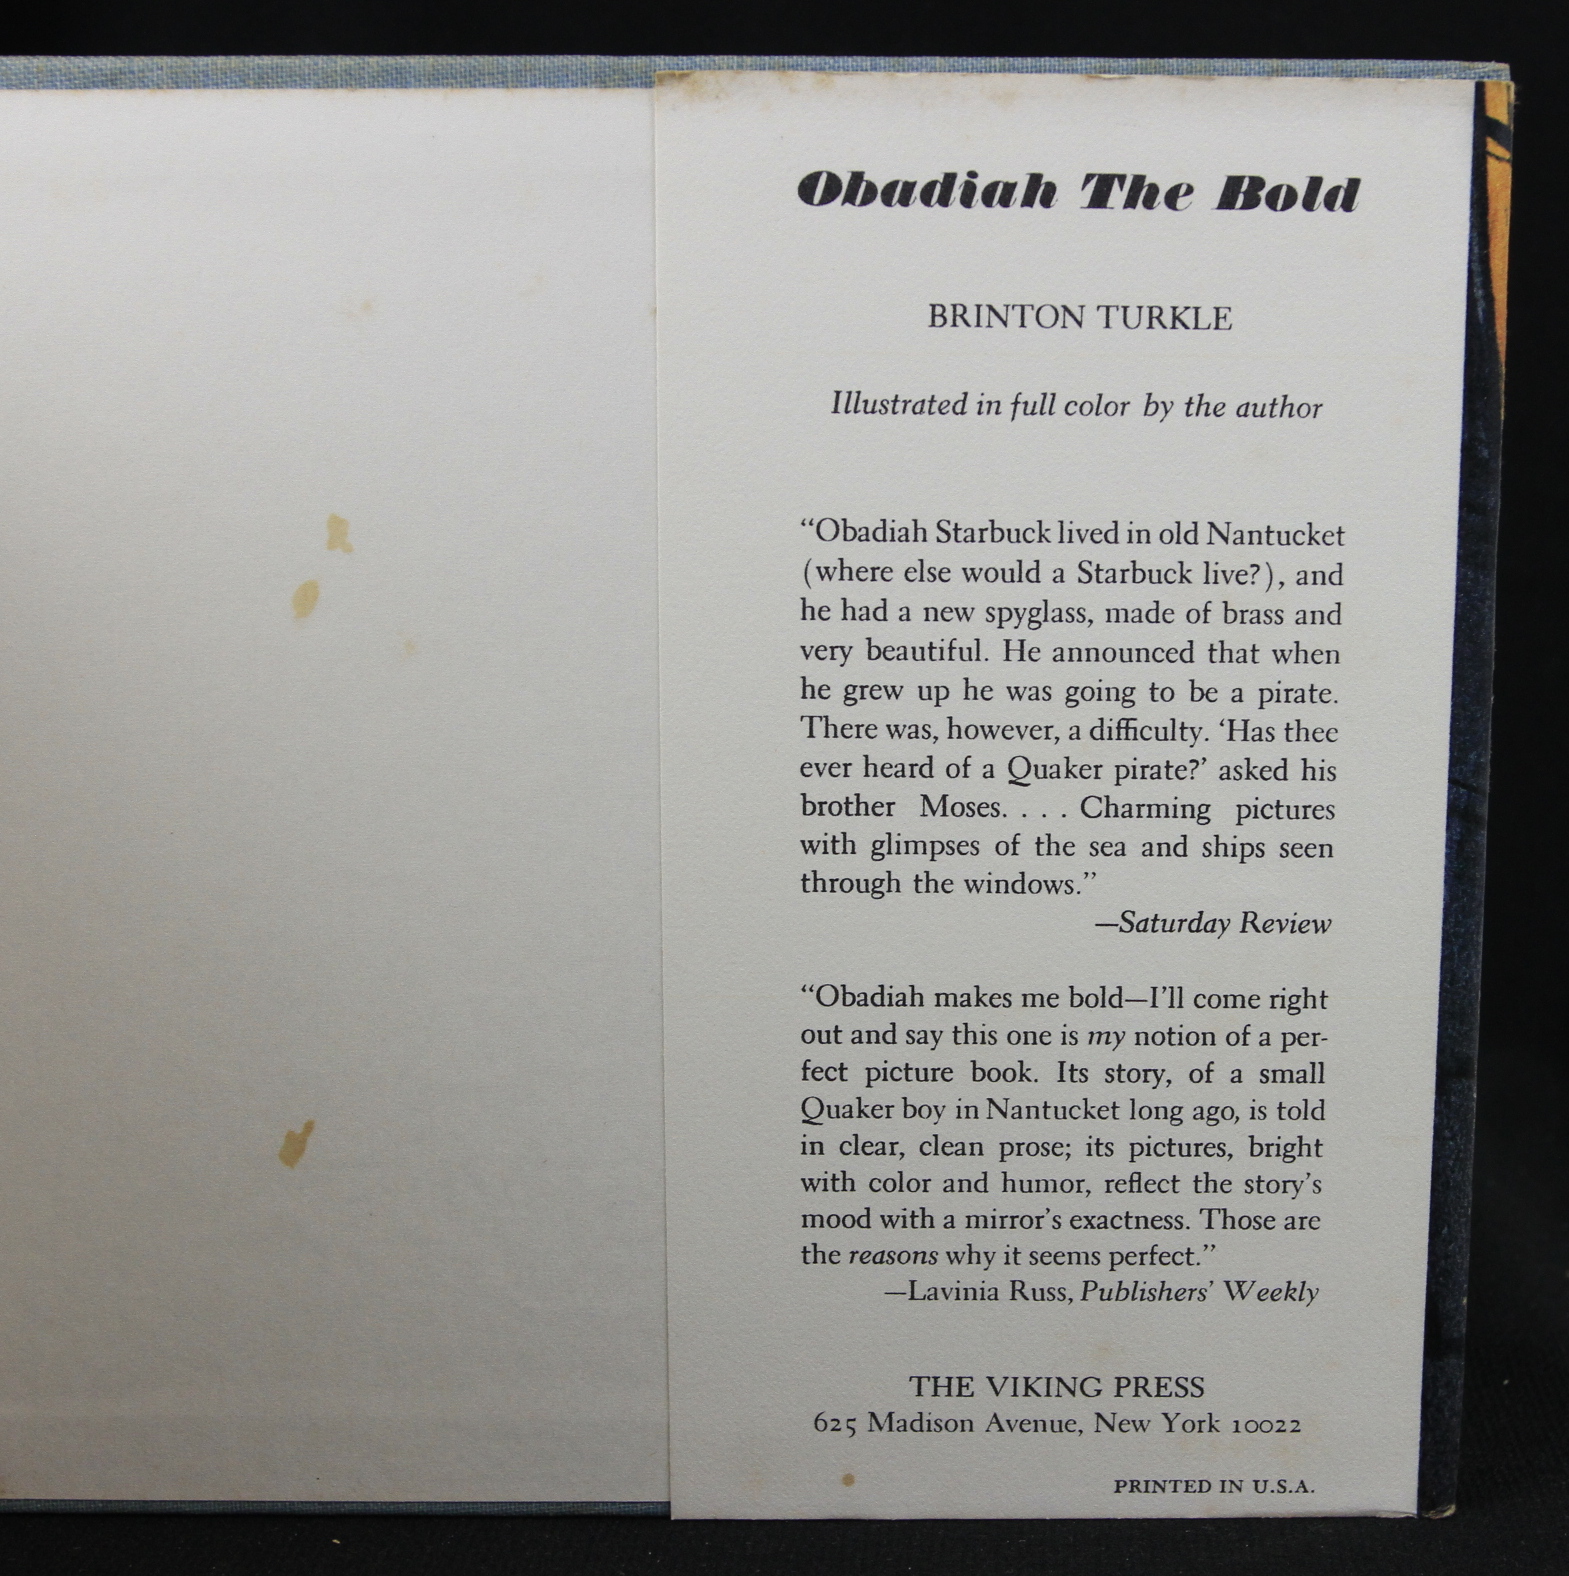 Obadiah The Bold
BRINTON TURKLE
Illustrated in full color by the author
“Obadiah Starbuck lived in old Nantucket
(where else would a Starbuck live?), and
he had a new spyglass, made of brass and
very beautiful. He announced that when
he grew up he was going to be a pirate.
There was, however, a difficulty. ‘Has thee
ever heard of a Quaker pirate?’ asked his
brother Moses. . . . Charming pictures
with glimpses of the sea and ships seen
through the windows.”
—Saturday Review
“Obadiah makes me bold—I’ll come right
out and say this one is my notion of a per-
fect picture book. Its story, of a small
Quaker boy in Nantucket long ago, is told
in clear, clean prose; its pictures, bright
with color and humor, reflect the story’s
mood with a mirror’s exactness. Those are
the reasons why it seems perfect.”
—Lavinia Russ, Publishers’ Weekly
THE VIKING PRESS
625 Madison Avenue, New York 10022
PRINTED IN U.S.A.